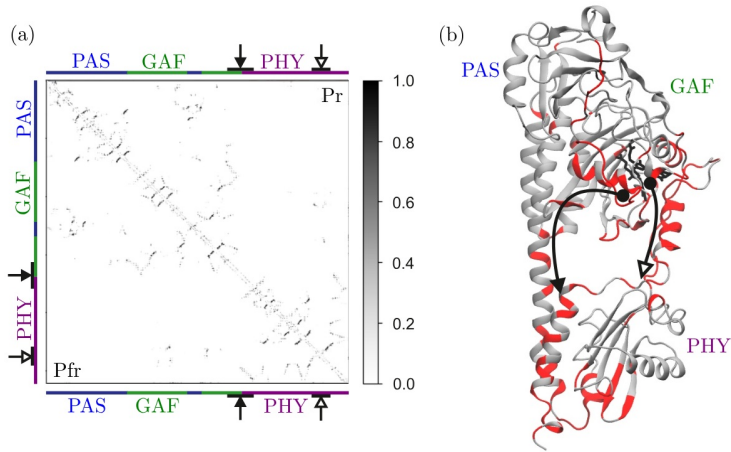 (a)
PAS GAF PHY
Pr
PAS
GAF
PHY
Pfr
PAS GAF PHY
1.0
0.8
0.6
0.4
0.2
0.0
(b)
PAS
GAF
PHY